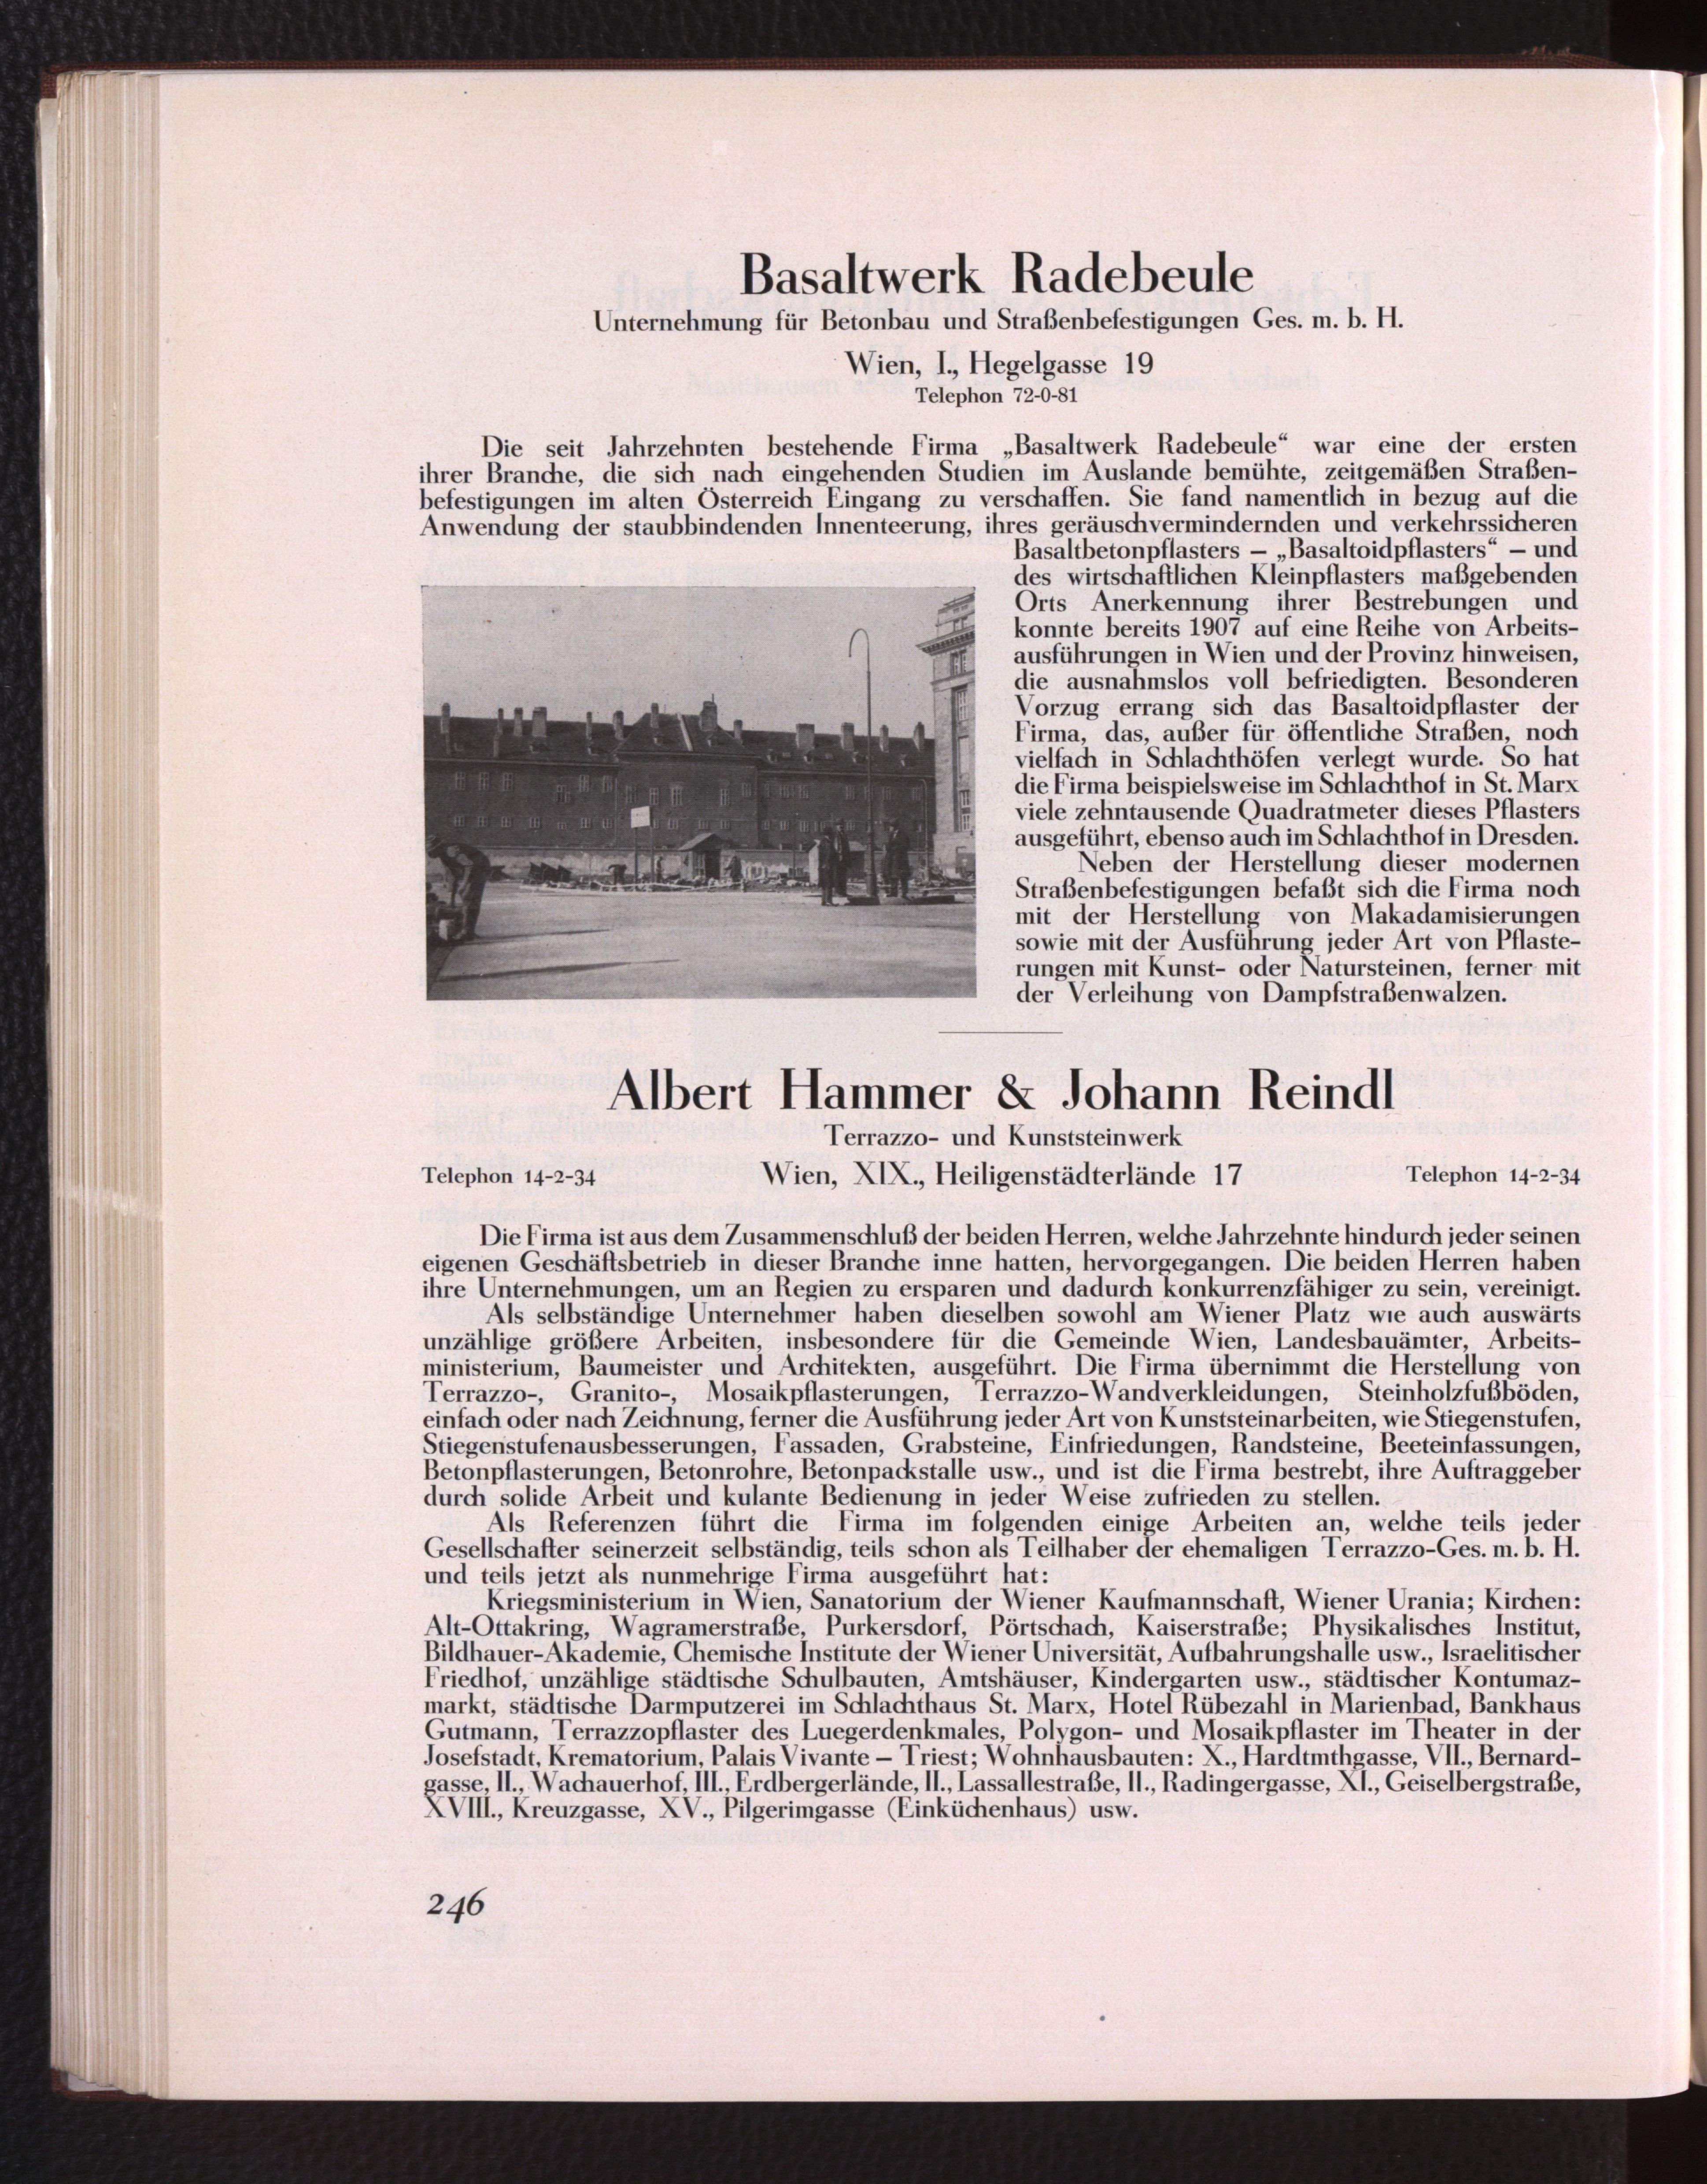 Basaltwerk Radebeule
Unternehmung für Betonbau und Straßenbefestigungen Ges. m. b. H.
Wien, I., Hegelgasse 19
Telephon 72-0-81
Die seit Jahrzehnten bestehende Firma „Basaltwerk Radebeule“ war eine der ersten
ihrer Branche, die sich nach eingehenden Studien im Auslande bemühte, zeitgemäßen Straßen-
befestigungen im alten Österreich Eingang zu verschaffen. Sie fand namentlich in bezug auf die
Anwendung der staubbindenden Innenteerung, ihres geräuschvermindernden und verkehrssicheren
Basaltbetonpflasters — „Basaltoidpflasters“ — und
des wirtschaftlichen Kleinpflasters maßgebenden
Orts Anerkennung ihrer Bestrebungen und
konnte bereits 1907 auf eine Reihe von Arbeits-
ausführungen in Wien und der Provinz hinweisen,
die ausnahmslos voll befriedigten. Besonderen
Vorzug errang sich das Basaltoidpflaster der
Firma, das, außer für öffentliche Straßen, noch
vielfach in Schlachthöfen verlegt wurde. So hat
die Firma beispielsweise im Schlachthof in St. Marx
viele zehntausende Quadratmeter dieses Pflasters
ausgeführt, ebenso auch im Schlachthof in Dresden.
Neben der Herstellung dieser modernen
Straßenbefestigungen befaßt sich die Firma noch
mit der Herstellung von Makadamisierungen
sowie mit der Ausführung jeder Art von Pflaste-
rungen mit Kunst- oder Natursteinen, ferner mit
der Verleihung von Dampfstraßenwalzen.
Albert Hammer & Johann Reindl
Terrazzo- und Kunststeinwerk
Telephon 14-2-34 Wien, XIX., Heiligenstädterlände 17 Telephon 14-2-34
Die Firma ist aus dem Zusammenschluß der beiden Herren, welche Jahrzehnte hindurch jeder seinen
eigenen Geschäftsbetrieb in dieser Branche inne hatten, hervorgegangen. Die beiden Herren haben
ihre Unternehmungen, um an Regien zu ersparen und dadurch konkurrenzfähiger zu sein, vereinigt.
Als selbständige Unternehmer haben dieselben sowohl am Wiener Platz wie auch auswärts
unzählige größere Arbeiten, insbesondere für die Gemeinde Wien, Landesbauämter, Arbeits-
ministerium, Baumeister und Architekten, ausgeführt. Die Firma übernimmt die Herstellung von
Terrazzo-, Granito-, Mosaikpflasterungen, Terrazzo-Wandverkleidungen, Steinholzfußböden,
einfach oder nach Zeichnung, ferner die Ausführung jeder Art von Kunststeinarbeiten, wie Stiegenstufen,
Stiegenstufenausbesserungen, Fassaden, Grabsteine, Einfriedungen, Randsteine, Beeteinfassungen,
Betonpflasterungen, Betonrohre, Betonpackstalle usw., und ist die Firma bestrebt, ihre Auftraggeber
durch solide Arbeit und kulante Bedienung in jeder Weise zufrieden zu stellen.
Als Referenzen führt die Firma im folgenden einige Arbeiten an, welche teils jeder
Gesellschafter seinerzeit selbständig, teils schon als Teilhaber der ehemaligen Terrazzo-Ges. m. b. H.
und teils jetzt als nunmehrige Firma ausgeführt hat:
Kriegsministerium in Wien, Sanatorium der Wiener Kaufmannschaft, Wiener Urania; Kirchen:
Alt-Ottakring, Wagramerstraße, Purkersdorf, Pörtschach, Kaiserstraße; Physikalisches Institut,
Bildhauer-Akademie, Chemische Institute der Wiener Universität, Aufbahrungshalle usw., Israelitischer
Friedhof, unzählige städtische Schulbauten, Amtshäuser, Kindergarten usw., städtischer Kontumaz-
markt, städtische Darmputzerei im Schlachthaus St. Marx, Hotel Rübezahl in Marienbad, Bankhaus
Gutmann, Terrazzopflaster des Luegerdenkmales, Polygon- und Mosaikpflaster im Theater in der
Josefstadt, Krematorium, Palais Vivante — Triest; Wohnhausbauten: X., Hardtmthgasse, VII., Bernard-
gasse, II., Wachauerhof, III., Erdbergerlände, II., Lassallestraße, II., Radingergasse, XI., Geiselbergstraße,
XVIII., Kreuzgasse, XV., Pilgerimgasse (Einküchenhaus) usw.
246